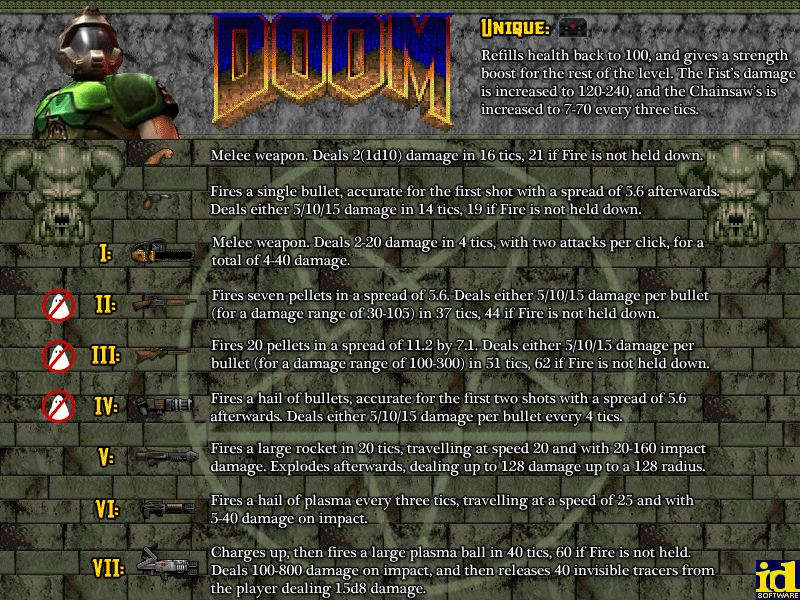 DOOM
UNIQUE:
Refills health back to 100, and gives a strength
boost for the rest of the level. The Fist's damage
is increased to 120-240, and the Chainsaw's is
increased to 7-70 every three tics.
Melee weapon. Deals 2(1d10) damage in 16 tics, 21 if Fire is not held down.
Fires a single bullet, accurate for the first shot with a spread of 5.6 afterwards.
Deals either 5/10/15 damage in 14 tics, 19 if Fire is not held down.
I:
Melee weapon. Deals 2-20 damage in 4 tics, with two attacks per click, for a
total of 4-40 damage.
II:
Fires seven pellets in a spread of 5.6. Deals either 5/10/15 damage per bullet
(for a damage range of 30-105) in 37 tics, 44 if Fire is not held down.
III:
Fires 20 pellets in a spread of 11.2 by 7.1. Deals either 5/10/15 damage per
bullet (for a damage range of 100-300) in 51 tics, 62 if Fire is not held down.
IV:
Fires a hail of bullets, accurate for the first two shots with a spread of 5.6
afterwards. Deals either 5/10/15 damage per bullet every 4 tics.
V:
Fires a large rocket in 20 tics, travelling at speed 20 and with 20-160 impact
damage. Explodes afterwards, dealing up to 128 damage up to a 128 radius.
VI:
Fires a hail of plasma every three tics, travelling at a speed of 25 and with
5-40 damage on impact.
VII:
Charges up, then fires a large plasma ball in 40 tics, 60 if Fire is not held.
Deals 100-800 damage on impact, and then releases 40 invisible tracers from
the player dealing 15d8 damage.
id
SOFTWARE